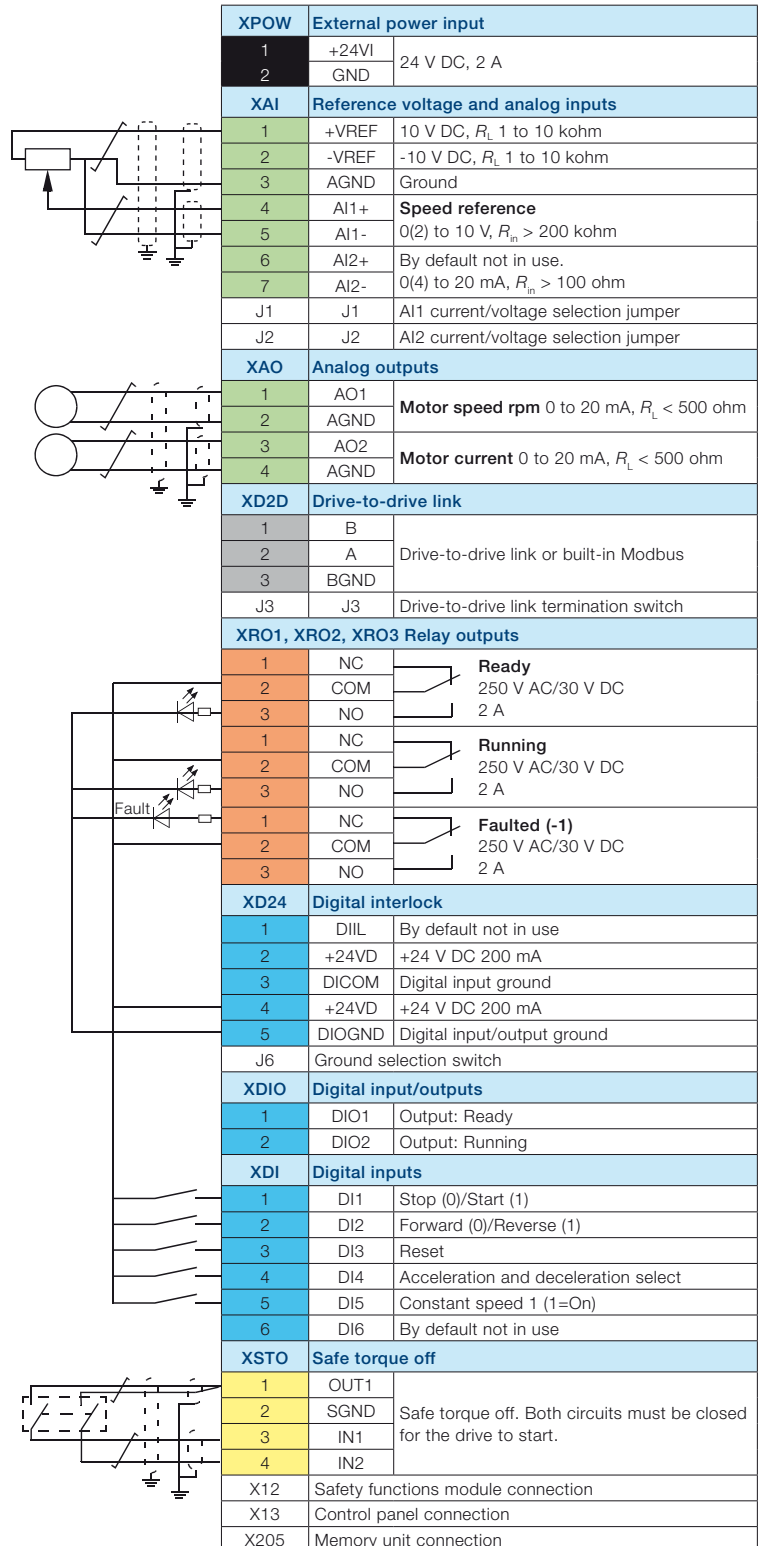 XPOW External power input
1 +24VI 24 V DC, 2 A
2 GND
XAI Reference voltage and analog inputs
1 +VREF 10 V DC, RL 1 to 10 kohm
2 -VREF -10 V DC, RL 1 to 10 kohm
3 AGND Ground
4 AI1+ Speed reference
5 AI1- 0(2) to 10 V, Rin > 200 kohm
6 AI2+ By default not in use.
7 AI2- 0(4) to 20 mA, Rin > 100 ohm
J1 J1 AI1 current/voltage selection jumper
J2 J2 AI2 current/voltage selection jumper
XAO Analog outputs
1 AO1 Motor speed rpm 0 to 20 mA, RL < 500 ohm
2 AGND
3 AO2 Motor current 0 to 20 mA, RL < 500 ohm
4 AGND
XD2D Drive-to-drive link
1 B
2 A Drive-to-drive link or built-in Modbus
3 BGND
J3 J3 Drive-to-drive link termination switch
XRO1, XRO2, XRO3 Relay outputs
1 NC Ready
2 COM 250 V AC/30 V DC
3 NO 2 A
1 NC Running
2 COM 250 V AC/30 V DC
3 NO 2 A
Fault 1 NC Faulted (-1)
2 COM 250 V AC/30 V DC
3 NO 2 A
XD24 Digital interlock
1 DIIL By default not in use
2 +24VD +24 V DC 200 mA
3 DICOM Digital input ground
4 +24VD +24 V DC 200 mA
5 DIOGND Digital input/output ground
J6 Ground selection switch
XDIO Digital input/outputs
1 DIO1 Output: Ready
2 DIO2 Output: Running
XDI Digital inputs
1 DI1 Stop (0)/Start (1)
2 DI2 Forward (0)/Reverse (1)
3 DI3 Reset
4 DI4 Acceleration and deceleration select
5 DI5 Constant speed 1 (1=On)
6 DI6 By default not in use
XSTO Safe torque off
1 OUT1
2 SGND Safe torque off. Both circuits must be closed
3 IN1 for the drive to start.
4 IN2
X12 Safety functions module connection
X13 Control panel connection
X205 Memory unit connection